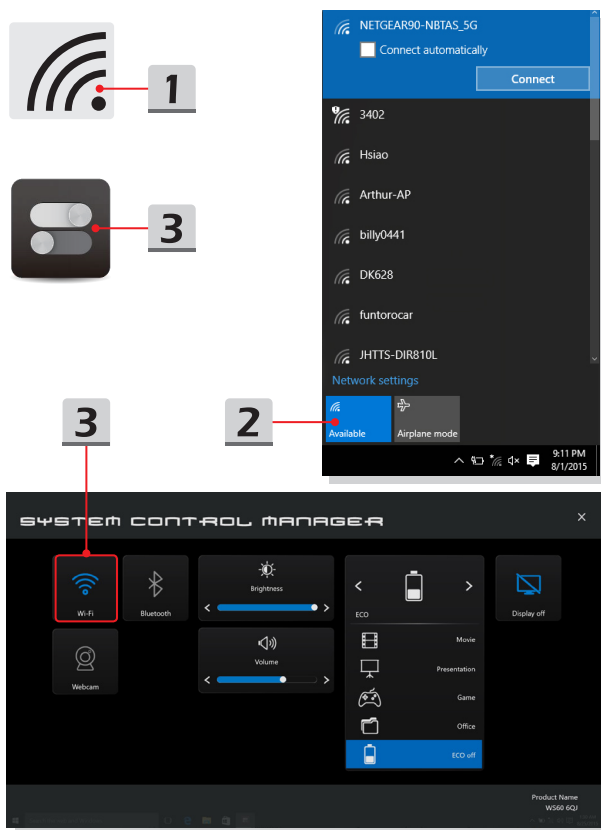 1
3
NETGEAR90-NBTAS_5G
Connect automatically
Connect
3402
Hsiao
Arthur-AP
billy0441
DK628
funtorocar
JHTTS-DIR810L
Network settings
2
Available
Airplane mode
9:11 PM
8/1/2015
3
SYSTEM CONTROL MANAGER
Wi-Fi
Bluetooth
Brightness
Volume
Webcam
ECO
Movie
Presentation
Game
Office
ECO off
Display off
Product Name
WS60 6QJ